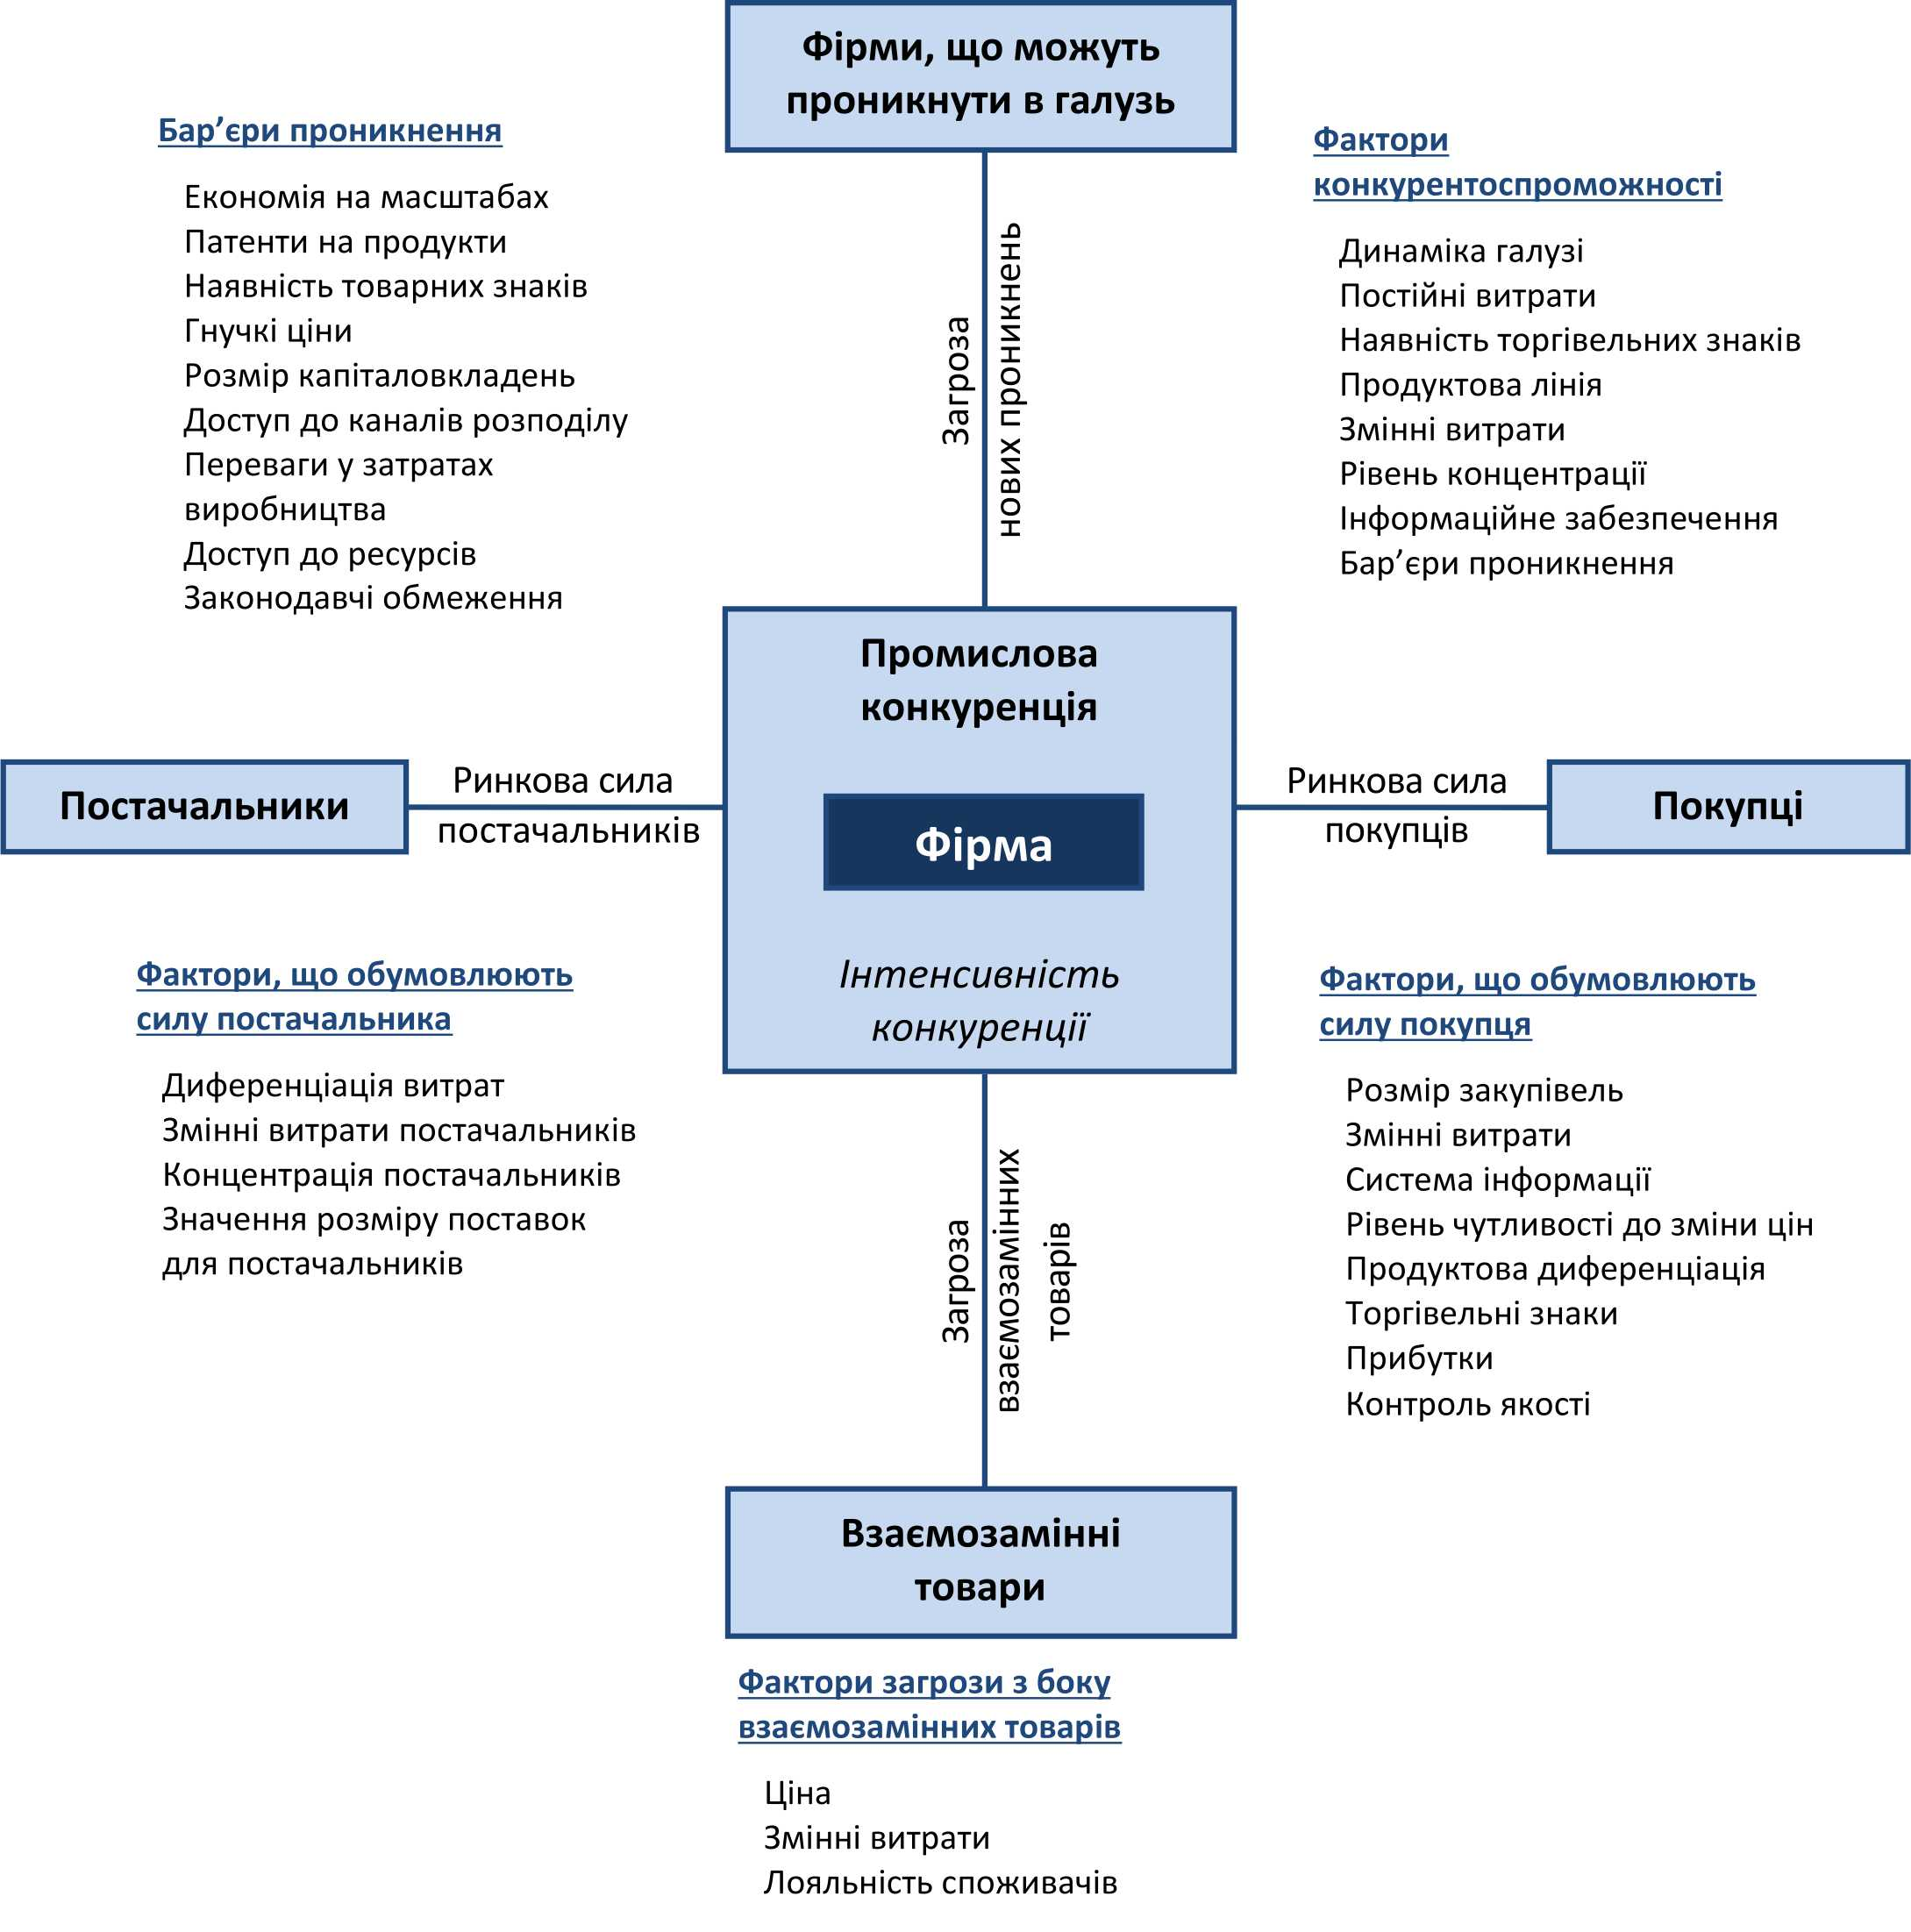 Фірми, що можуть
проникнути в галузь
Бар’єри проникнення
Економія на масштабах
Патенти на продукти
Наявність товарних знаків
Гнучкі ціни
Розмір капіталовкладень
Доступ до каналів розподілу
Переваги у затратах
виробництва
Доступ до ресурсів
Законодавчі обмеження
Загроза
нових проникнень
Фактори
конкурентоспроможності
Динаміка галузі
Постійні витрати
Наявність торгівельних знаків
Продуктова лінія
Змінні витрати
Рівень концентрації
Інформаційне забезпечення
Бар’єри проникнення
Постачальники
Ринкова сила
постачальників
Промислова
конкуренція
Фірма
Інтенсивність
конкуренції
Ринкова сила
покупців
Покупці
Фактори, що обумовлюють
силу постачальника
Диференціація витрат
Змінні витрати постачальників
Концентрація постачальників
Значення розміру поставок
для постачальників
Загроза
взаємозамінних
товарів
Фактори, що обумовлюють
силу покупця
Розмір закупівель
Змінні витрати
Система інформації
Рівень чутливості до зміни цін
Продуктова диференціація
Торгівельні знаки
Прибутки
Контроль якості
Взаємозамінні
товари
Фактори загрози з боку
взаємозамінних товарів
Ціна
Змінні витрати
Лояльність споживачів